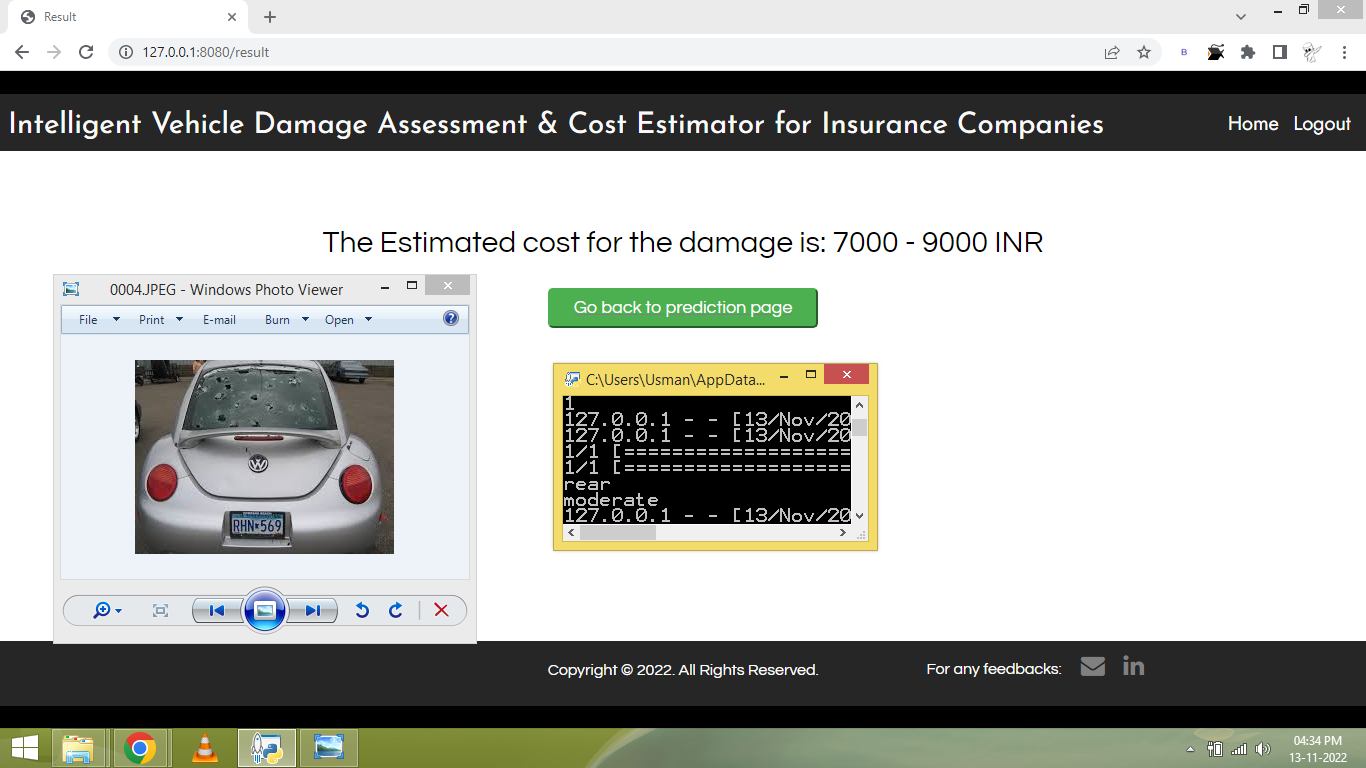 Result
127.0.0.1:8080/result
B
Intelligent Vehicle Damage Assessment & Cost Estimator for Insurance Companies
Home Logout
The Estimated cost for the damage is: 7000 - 9000 INR
0004.JPEG - Windows Photo Viewer
File Print E-mail Burn Open
RHN*569
Go back to prediction page
C:\Users\Usman\AppData...
1
127.0.0.1 - - [13/Nov/20
127.0.0.1 - - [13/Nov/20
1/1 [===================
1/1 [===================
rear
moderate
127.0.0.1 - - [13/Nov/20
Copyright © 2022. All Rights Reserved.
For any feedbacks:
in
04:34 PM
13-11-2022